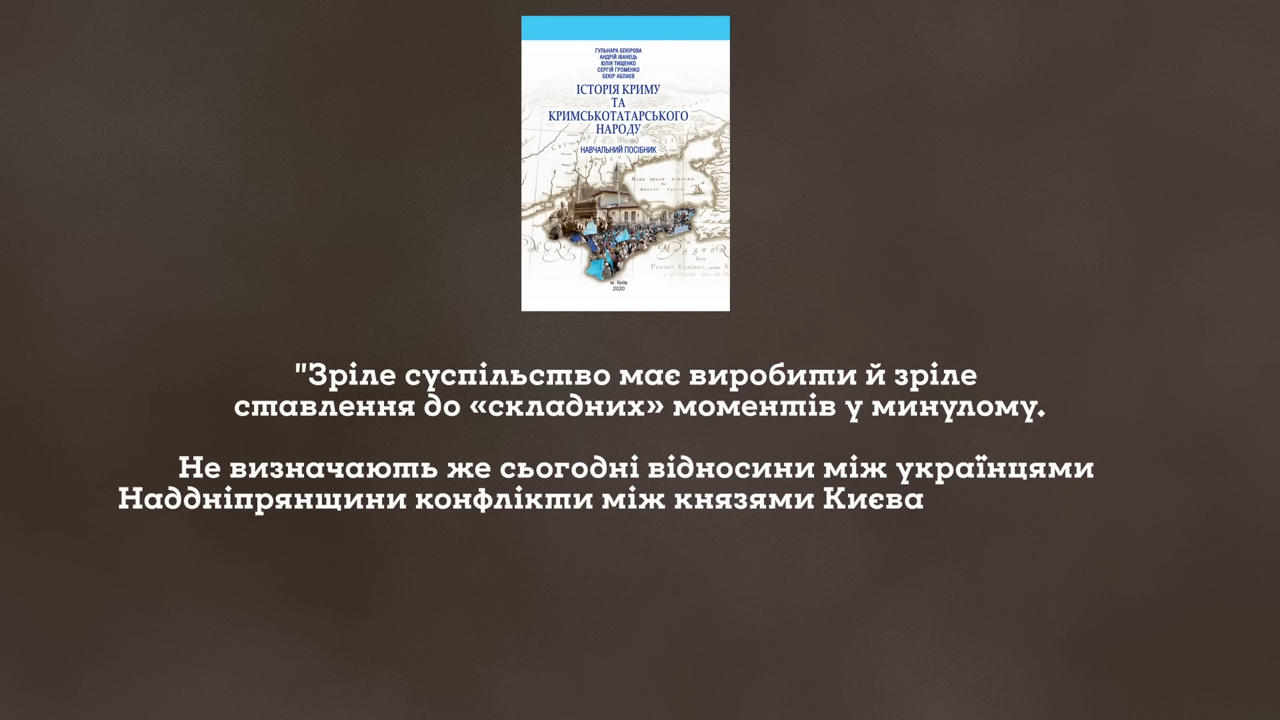 ГУЛЬНАРА БЕКІРОВА
АНДРІЙ ІВАНЕЦЬ
ЮЛІЯ ТИЩЕНКО
СЕРГІЙ ГРОМЕНКО
БЕКІР АБЛАЄВ
ІСТОРІЯ КРИМУ
ТА
КРИМСЬКОТАТАРСЬКОГО
НАРОДУ
НАВЧАЛЬНИЙ ПОСІБНИК
м. Київ
2020
"Зріле суспільство має виробити й зріле
ставлення до «складних» моментів у минулому.
Не визначають же сьогодні відносини між українцями
Наддніпрянщини конфлікти між князями Києва